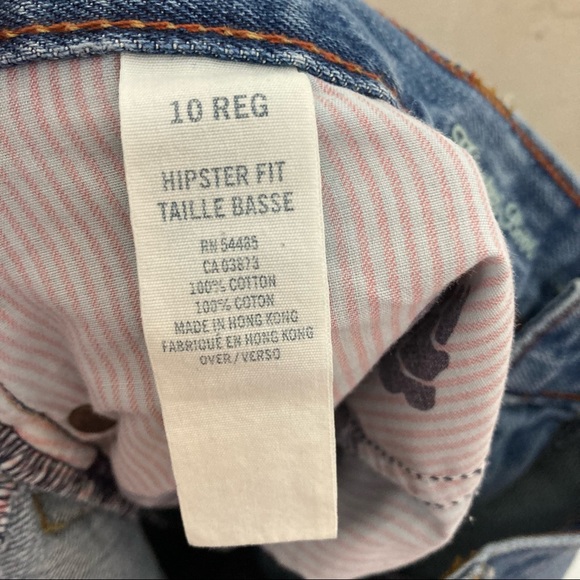 10 REG
HIPSTER FIT
TAILLE BASSE
RN 54485
CA 03873
100% COTTON
100% COTON
MADE IN HONG KONG
FABRIQUÉ EN HONG KONG
OVER/VERSO